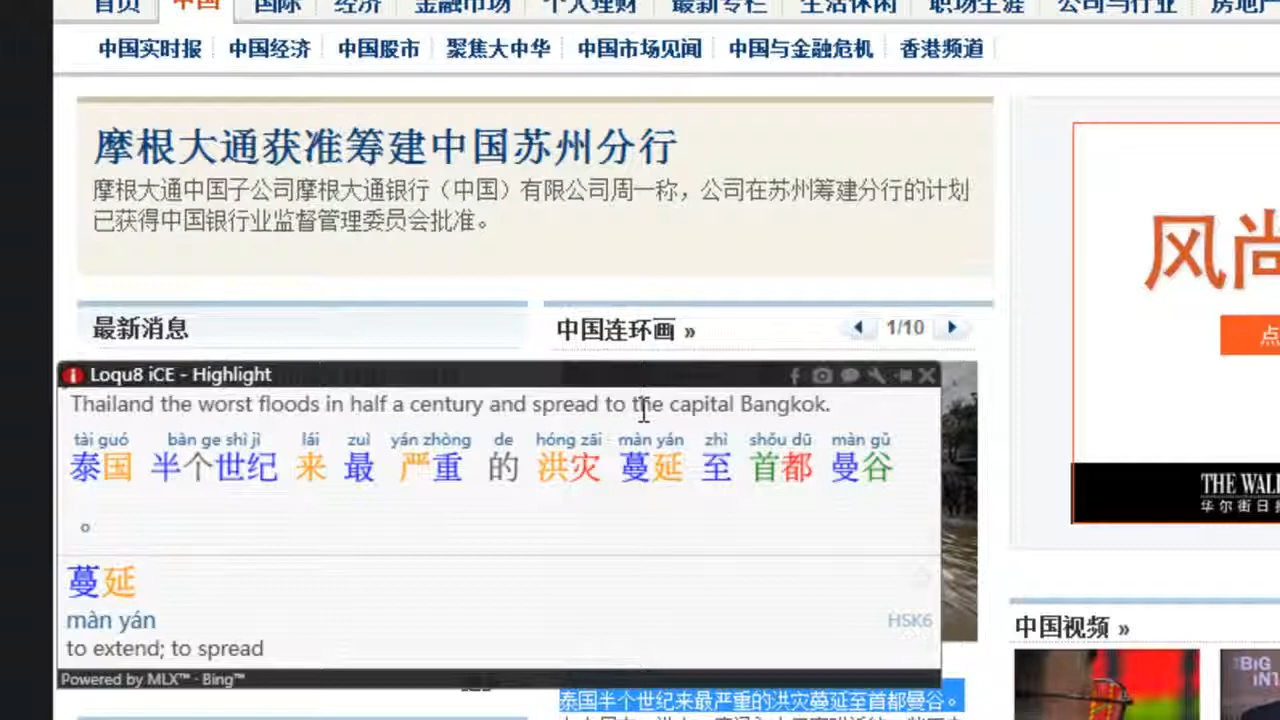 首页 中国 国际 经济 金融市场 个人理财 最新专栏 生活休闲 职场生涯 公司与行业
中国实时报 中国经济 中国股市 聚焦大中华 中国市场见闻 中国与金融危机 香港频道
摩根大通获准筹建中国苏州分行
摩根大通中国子公司摩根大通银行（中国）有限公司周一称，公司在苏州筹建分行的计划
已获得中国银行业监督管理委员会批准。
风尚
点
THE WALL
华尔街日报
最新消息
中国连环画 »
1/10
Loqu8 iCE - Highlight
Thailand the worst floods in half a century and spread to the capital Bangkok.
tài guó bàn ge shì jì lái zuì yán zhòng de hóng zāi màn yán zhì shǒu dū màn gǔ
泰国 半个世纪 来 最 严重 的 洪灾 蔓延 至 首都 曼谷
。
蔓延
màn yán
HSK6
to extend; to spread
Powered by MLX™ · Bing™
泰国半个世纪来最严重的洪灾蔓延至首都曼谷。
中国视频 »
BIG
INT